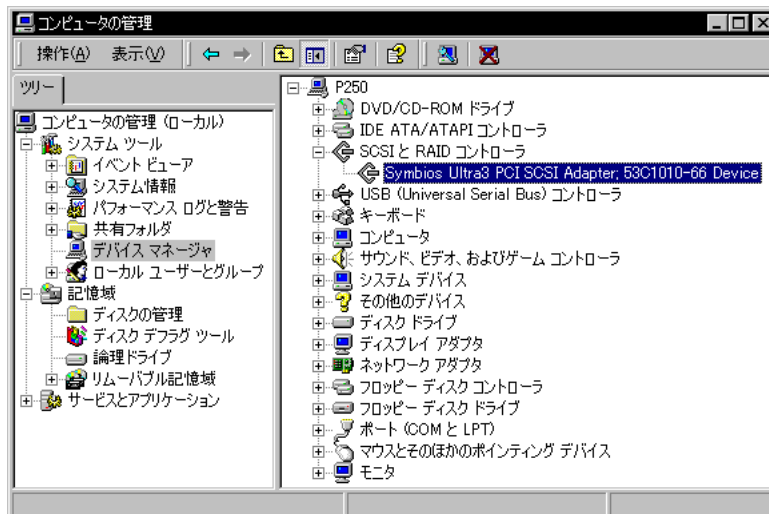 コンピュータの管理
操作(A) 表示(V)
ツリー
コンピュータの管理 (ローカル)
システム ツール
イベント ビューア
システム情報
パフォーマンス ログと警告
共有フォルダ
デバイス マネージャ
ローカル ユーザーとグループ
記憶域
ディスクの管理
ディスク デフラグ ツール
論理ドライブ
リムーバブル記憶域
サービスとアプリケーション
P250
DVD/CD-ROM ドライブ
IDE ATA/ATAPI コントローラ
SCSI と RAID コントローラ
Symbios Ultra3 PCI SCSI Adapter; 53C1010-66 Device
USB (Universal Serial Bus) コントローラ
キーボード
コンピュータ
サウンド、ビデオ、およびゲーム コントローラ
システム デバイス
その他のデバイス
ディスク ドライブ
ディスプレイ アダプタ
ネットワーク アダプタ
フロッピー ディスク コントローラ
フロッピー ディスク ドライブ
ポート (COM と LPT)
マウスとそのほかのポインティング デバイス
モニタ